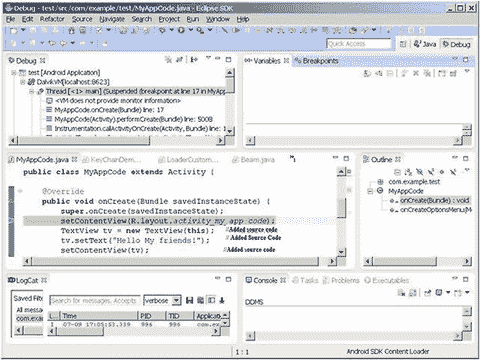 Debug - test/src/com/example/test/MyAppCode.java - Eclipse SDK
File Edit Refactor Source Navigate Search Project Run Window Help
Quick Access
Java
Debug
Debug
test [Android Application]
DalvikVM[localhost:8623]
Thread [<1> main] (Suspended (breakpoint at line 17 in MyApp
<VM does not provide monitor information>
MyAppCode.onCreate(Bundle) line: 17
MyAppCode(Activity).performCreate(Bundle) line: 5008
Instrumentation.callActivityOnCreate(Activity, Bundle) line: 1
Variables
Breakpoints
MyAppCode.java
KeyChainDem...
LoaderCustom...
Beam.java
public class MyAppCode extends Activity {
@Override
public void onCreate(Bundle savedInstanceState) {
super.onCreate(savedInstanceState);
setContentView(R.layout.activity_my_app_code);
TextView tv = new TextView(this); //Added source code
tv.setText("Hello My friends!"); // Added Source Code
setContentView(tv); //Added source code
Outline
com.example.test
MyAppCode
onCreate(Bundle) : void
onCreateOptionsMenu(M
LogCat
Saved Filte
All messages
com.examp
Search for messages. Accepts
verbose
L Time PID TID Applicati
I 07-09 17:05:53.319 996 996 com.ex
Console
Tasks
Problems
Executables
DDMS
1 : 1
Android SDK Content Loader